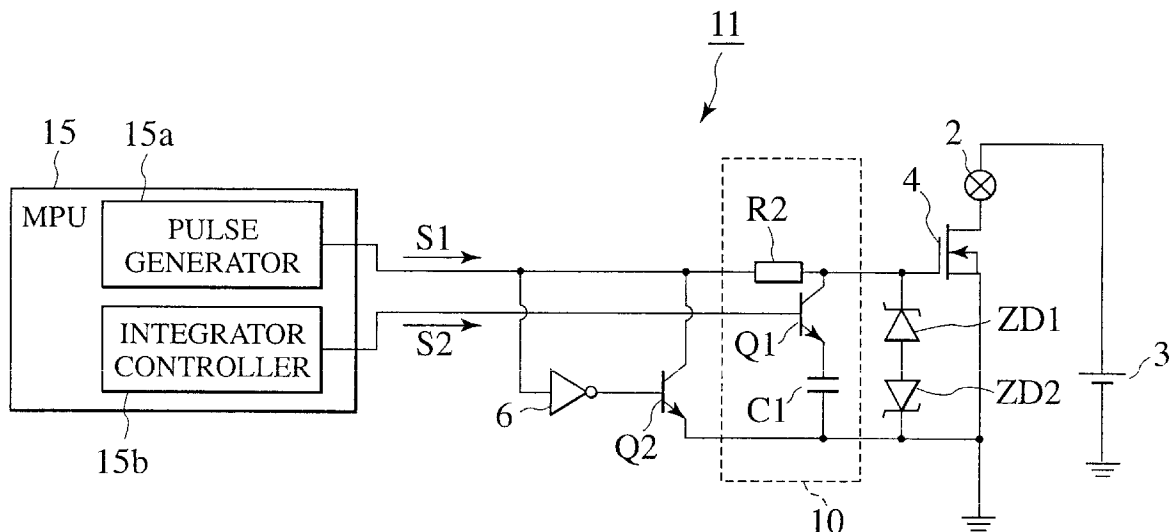 11
15
15a
2
MPU
PULSE
GENERATOR
4
R2
S1
INTEGRATOR
CONTROLLER
S2
Q1
ZD1
3
6
Q2
C1
ZD2
15b
10